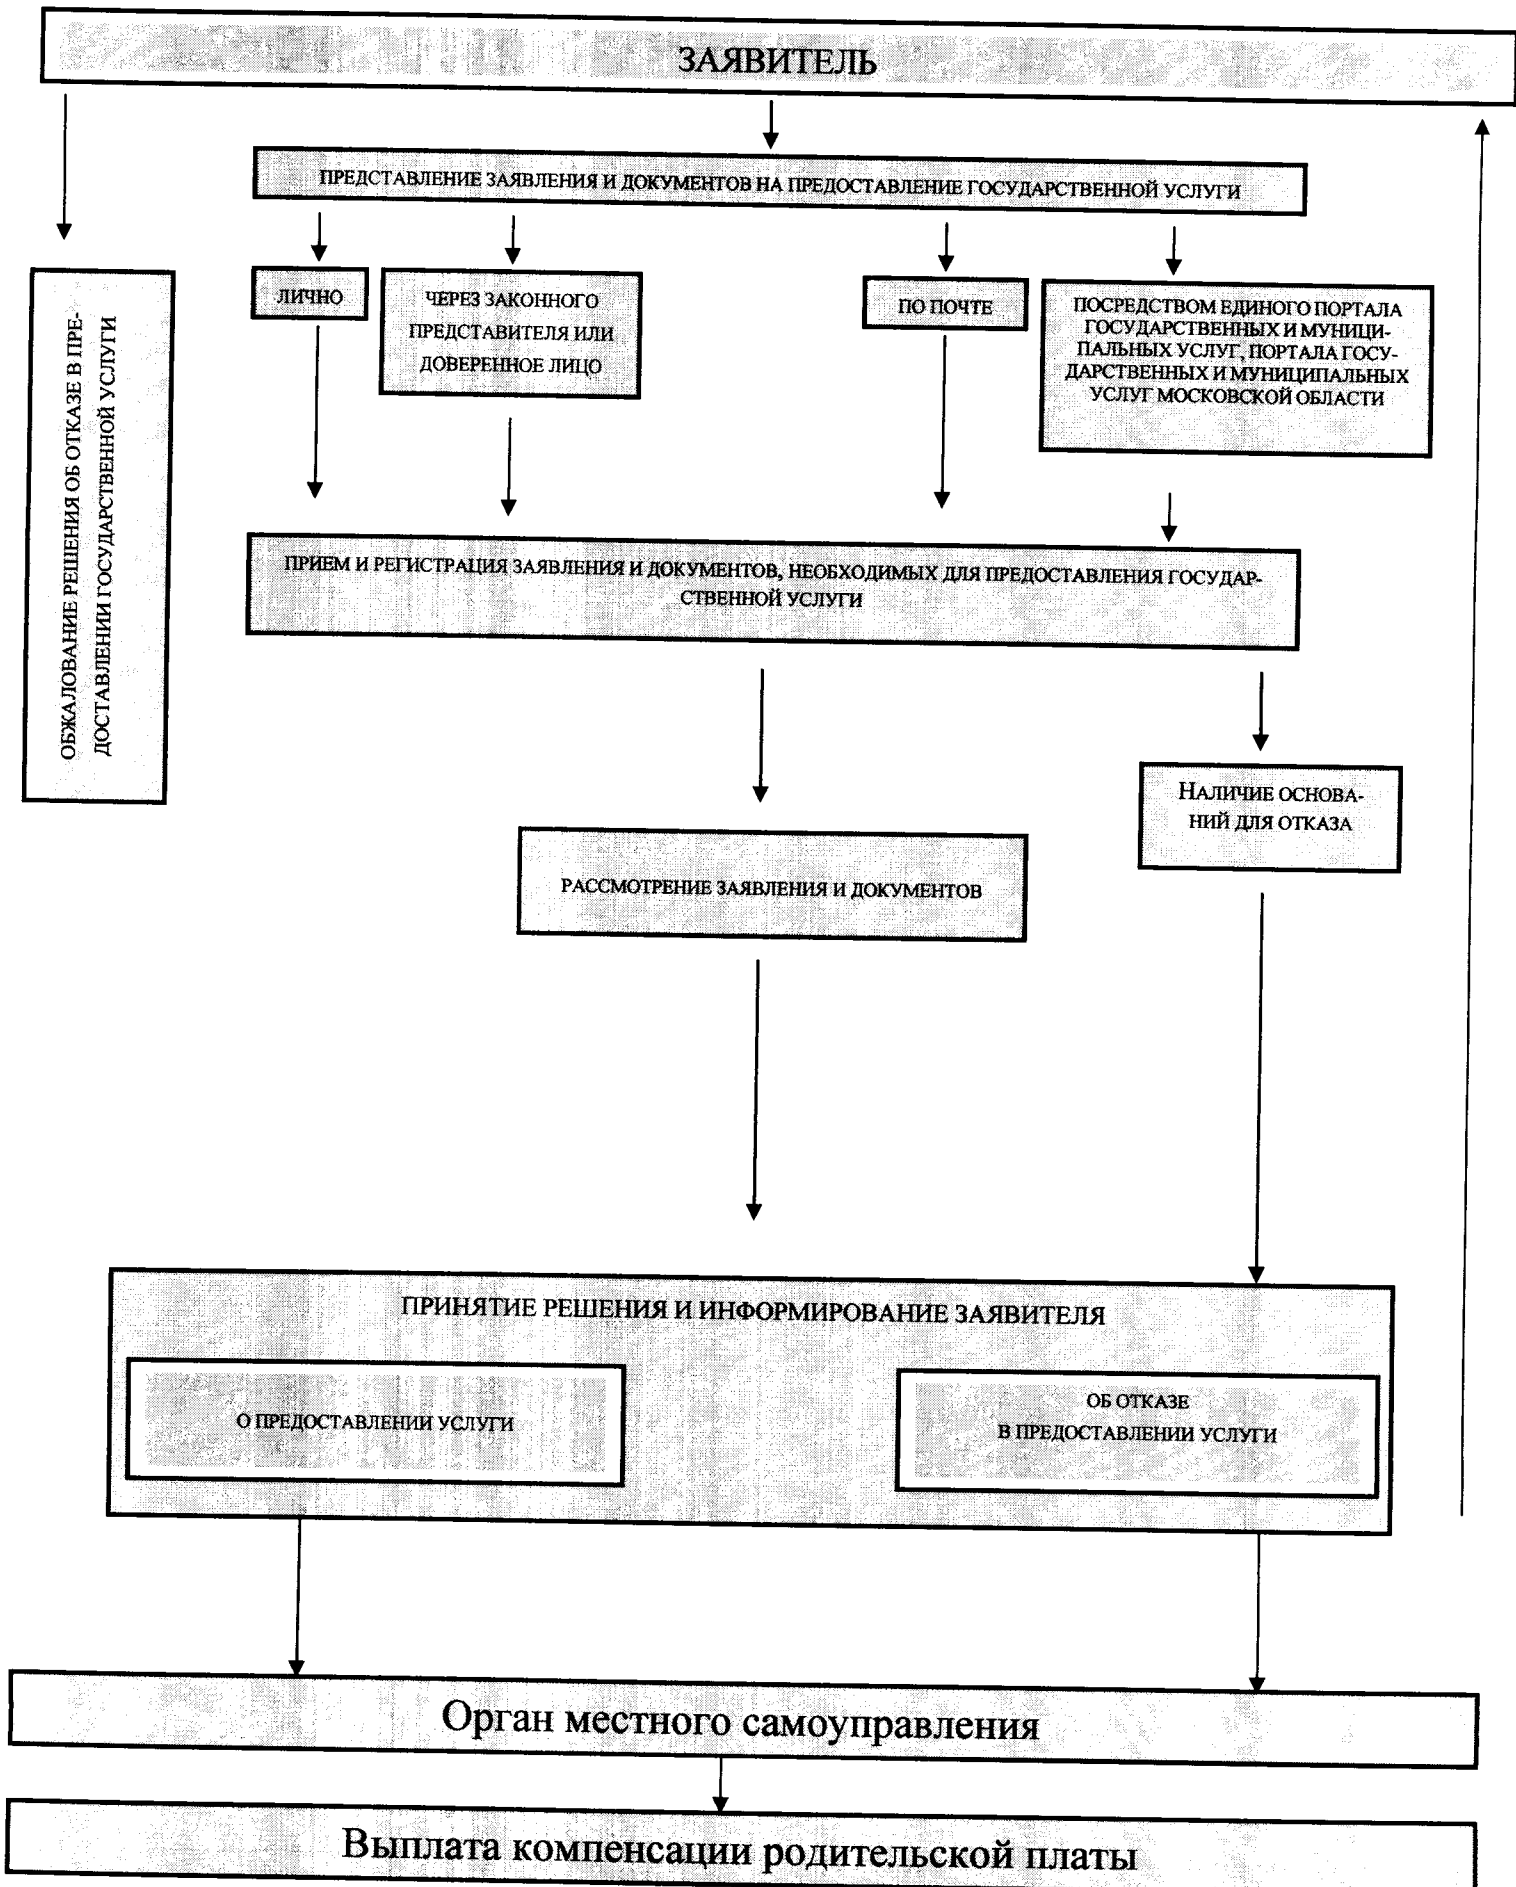 ЗАЯВИТЕЛЬ
ПРЕДСТАВЛЕНИЕ ЗАЯВЛЕНИЯ И ДОКУМЕНТОВ НА ПРЕДОСТАВЛЕНИЕ ГОСУДАРСТВЕННОЙ УСЛУГИ
ОБЖАЛОВАНИЕ РЕШЕНИЯ ОБ ОТКАЗЕ В ПРЕ-
ДОСТАВЛЕНИИ ГОСУДАРСТВЕННОЙ УСЛУГИ
ЛИЧНО
ЧЕРЕЗ ЗАКОННОГО
ПРЕДСТАВИТЕЛЯ ИЛИ
ДОВЕРЕННОЕ ЛИЦО
ПО ПОЧТЕ
ПОСРЕДСТВОМ ЕДИНОГО ПОРТАЛА
ГОСУДАРСТВЕННЫХ И МУНИЦИ-
ПАЛЬНЫХ УСЛУГ, ПОРТАЛА ГОСУ-
ДАРСТВЕННЫХ И МУНИЦИПАЛЬНЫХ
УСЛУГ МОСКОВСКОЙ ОБЛАСТИ
ПРИЕМ И РЕГИСТРАЦИЯ ЗАЯВЛЕНИЯ И ДОКУМЕНТОВ, НЕОБХОДИМЫХ ДЛЯ ПРЕДОСТАВЛЕНИЯ ГОСУДАР-
СТВЕННОЙ УСЛУГИ
НАЛИЧИЕ ОСНОВА-
НИЙ ДЛЯ ОТКАЗА
РАССМОТРЕНИЕ ЗАЯВЛЕНИЯ И ДОКУМЕНТОВ
ПРИНЯТИЕ РЕШЕНИЯ И ИНФОРМИРОВАНИЕ ЗАЯВИТЕЛЯ
О ПРЕДОСТАВЛЕНИИ УСЛУГИ
ОБ ОТКАЗЕ
В ПРЕДОСТАВЛЕНИИ УСЛУГИ
Орган местного самоуправления
Выплата компенсации родительской платы